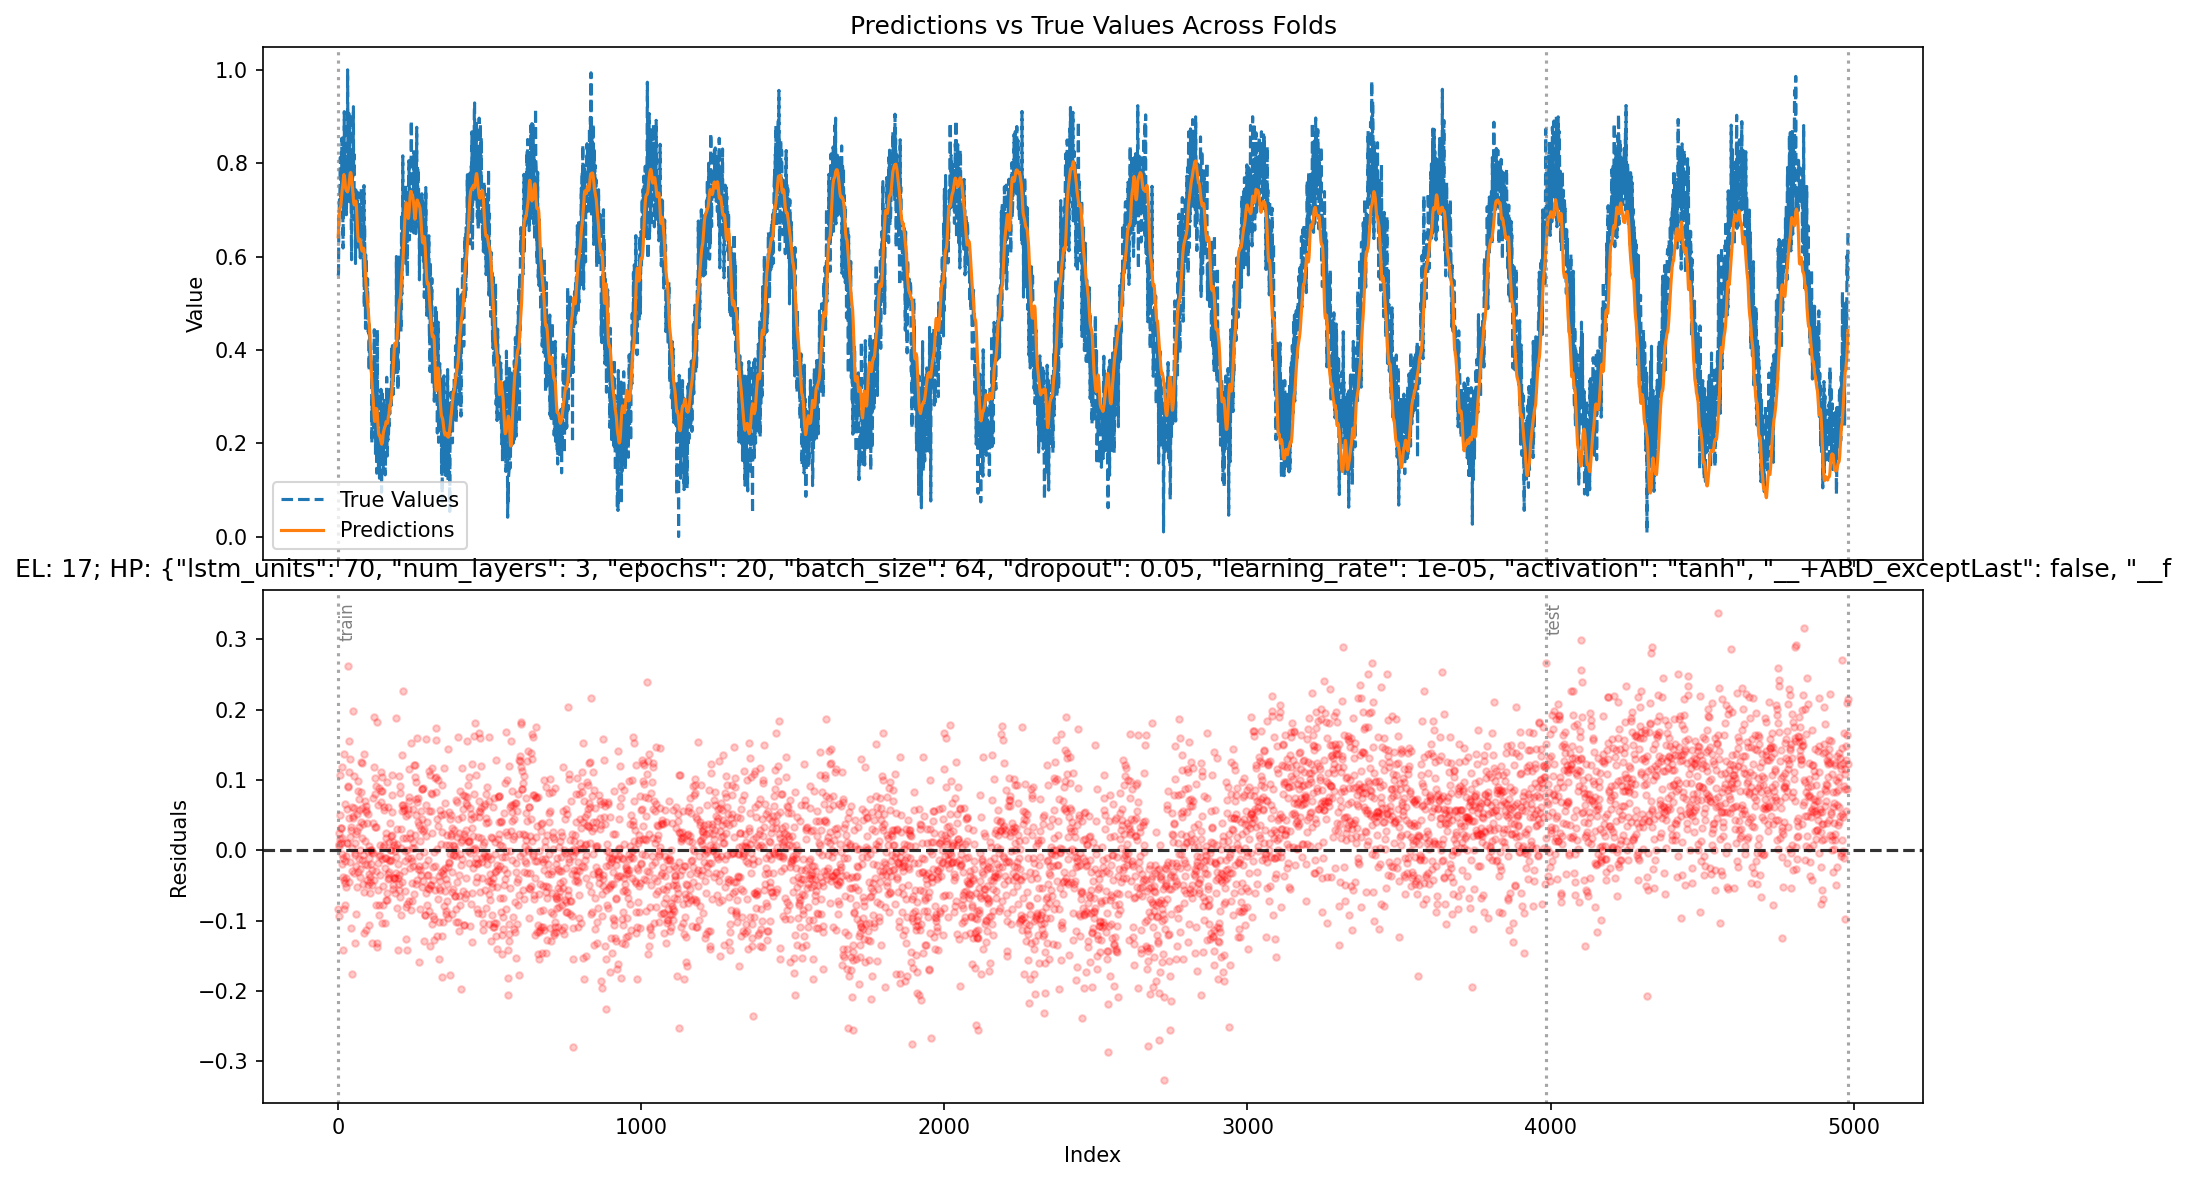 Predictions vs True Values Across Folds
1.0
0.8
0.6
0.4
0.2
0.0
Value
True Values
Predictions
EL: 17; HP: {"lstm_units": 70, "num_layers": 3, "epochs": 20, "batch_size": 64, "dropout": 0.05, "learning_rate": 1e-05, "activation": "tanh", "__+ABD_exceptLast": false, "__f
train
test
0.3
0.2
0.1
0.0
−0.1
−0.2
−0.3
Residuals
0
1000
2000
3000
4000
5000
Index